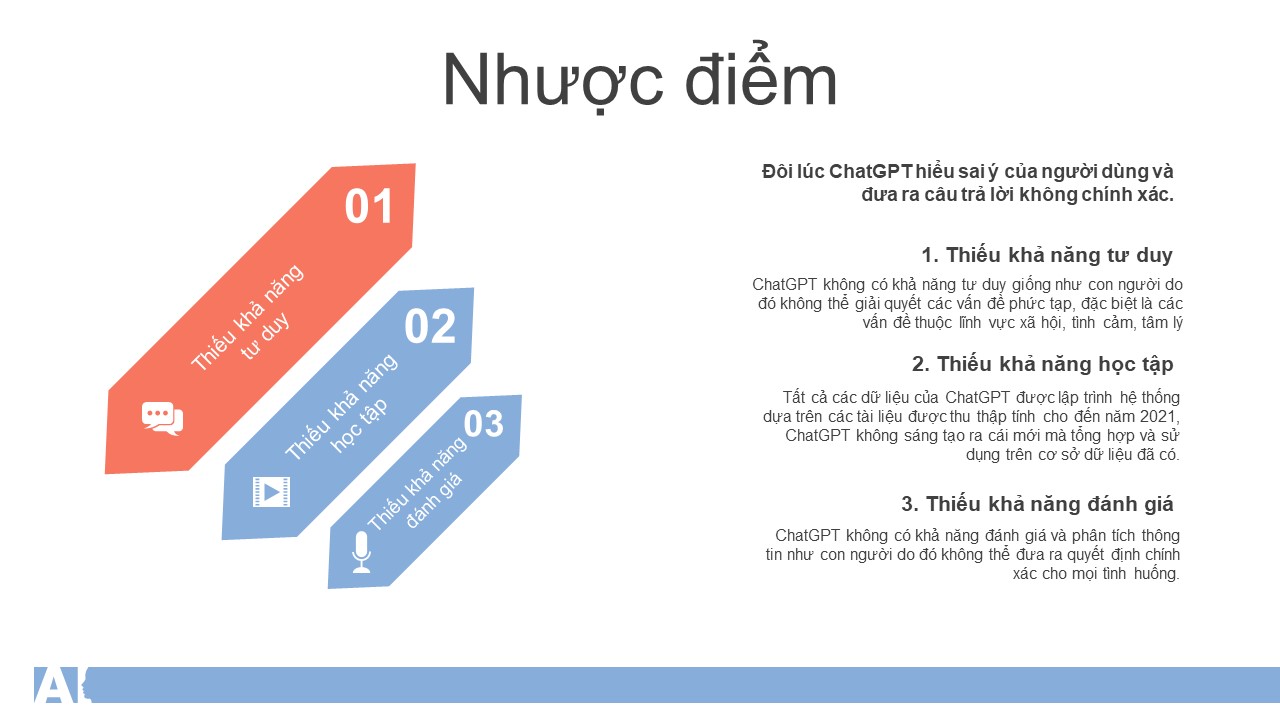 Nhược điểm
01
Thiếu khả năng
tư duy
02
Thiếu khả năng
học tập
03
Thiếu khả năng
đánh giá
Đôi lúc ChatGPT hiểu sai ý của người dùng và
đưa ra câu trả lời không chính xác.
1. Thiếu khả năng tư duy
ChatGPT không có khả năng tư duy giống như con người do
đó không thể giải quyết các vấn đề phức tạp, đặc biệt là các
vấn đề thuộc lĩnh vực xã hội, tình cảm, tâm lý
2. Thiếu khả năng học tập
Tất cả các dữ liệu của ChatGPT được lập trình hệ thống
dựa trên các tài liệu được thu thập tính cho đến năm 2021,
ChatGPT không sáng tạo ra cái mới mà tổng hợp và sử
dụng trên cơ sở dữ liệu đã có.
3. Thiếu khả năng đánh giá
ChatGPT không có khả năng đánh giá và phân tích thông
tin như con người do đó không thể đưa ra quyết định chính
xác cho mọi tình huống.
AI